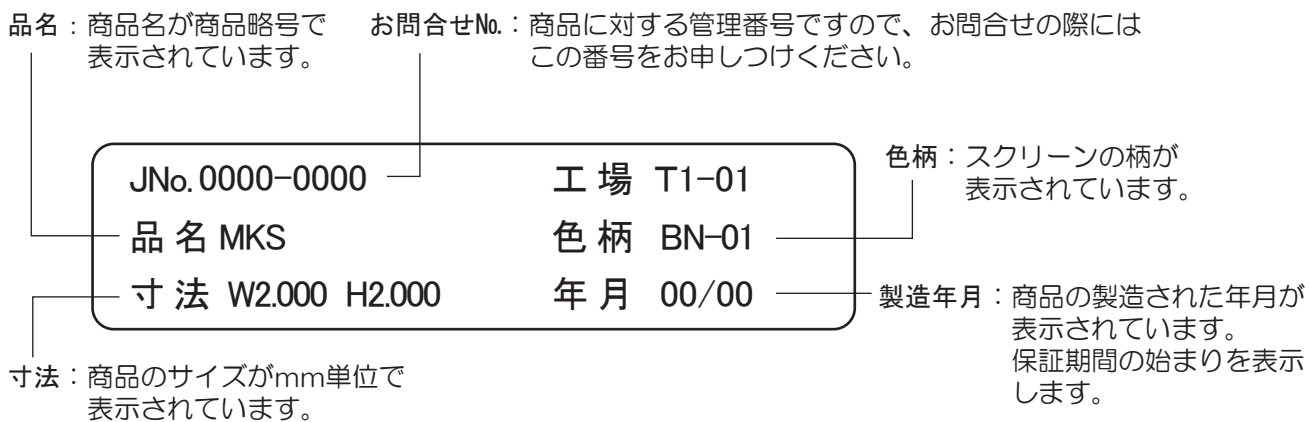 品名：商品名が商品略号で
表示されています。
お問合せ№.：商品に対する管理番号ですので、お問合せの際には
この番号をお申しつけください。
JNo.0000-0000
工場 T1-01
品名 MKS
色柄 BN-01
寸法 W2.000 H2.000
年月 00/00
色柄：スクリーンの柄が
表示されています。
製造年月：商品の製造された年月が
表示されています。
保証期間の始まりを表示
します。
寸法：商品のサイズがmm単位で
表示されています。